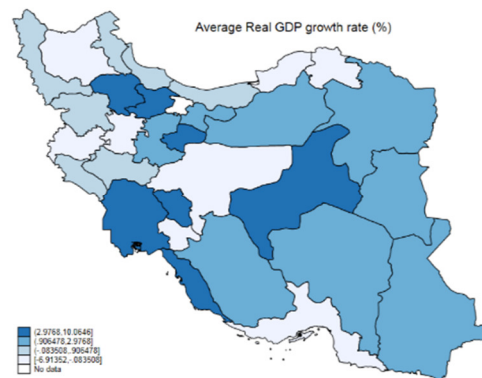 Average Real GDP growth rate (%)
(2.9768,10.0646]
(.906478,2.9768]
(-.083508,.906478]
[-6.91352,-.083508]
No data